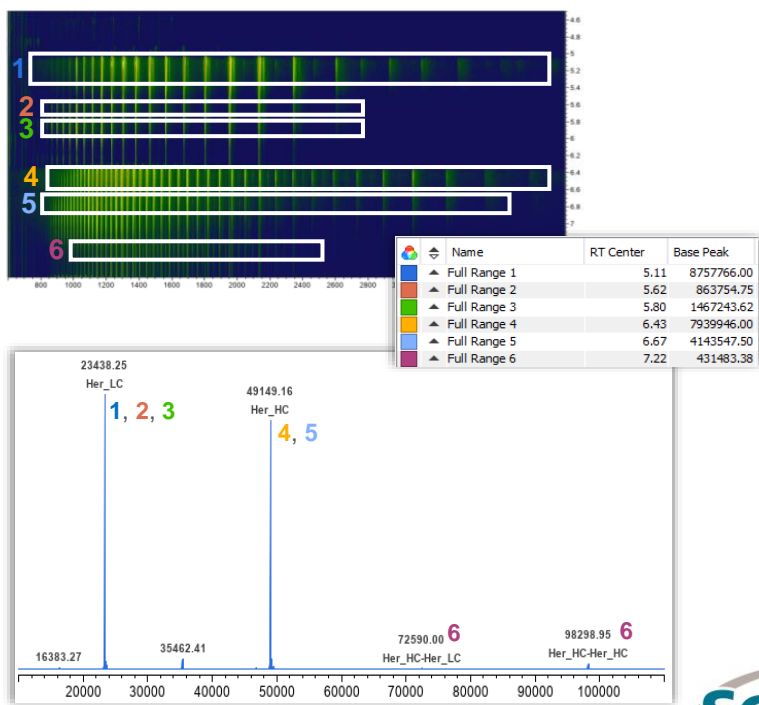 4.6
4.8
5
5.2
5.4
5.6
5.8
6
6.2
6.4
6.6
6.8
7
1
2
3
4
5
6
800 1000 1200 1400 1600 1800 2000 2200 2400 2600 2800
Name RT Center Base Peak
Full Range 1 5.11 8757766.00
Full Range 2 5.62 863754.75
Full Range 3 5.80 1467243.62
Full Range 4 6.43 7939946.00
Full Range 5 6.67 4143547.50
Full Range 6 7.22 431483.38
23438.25
Her_LC
1, 2, 3
49149.16
Her_HC
4, 5
16383.27
35462.41
72590.00 6
Her_HC-Her_LC
98298.95 6
Her_HC-Her_HC
20000 30000 40000 50000 60000 70000 80000 90000 100000